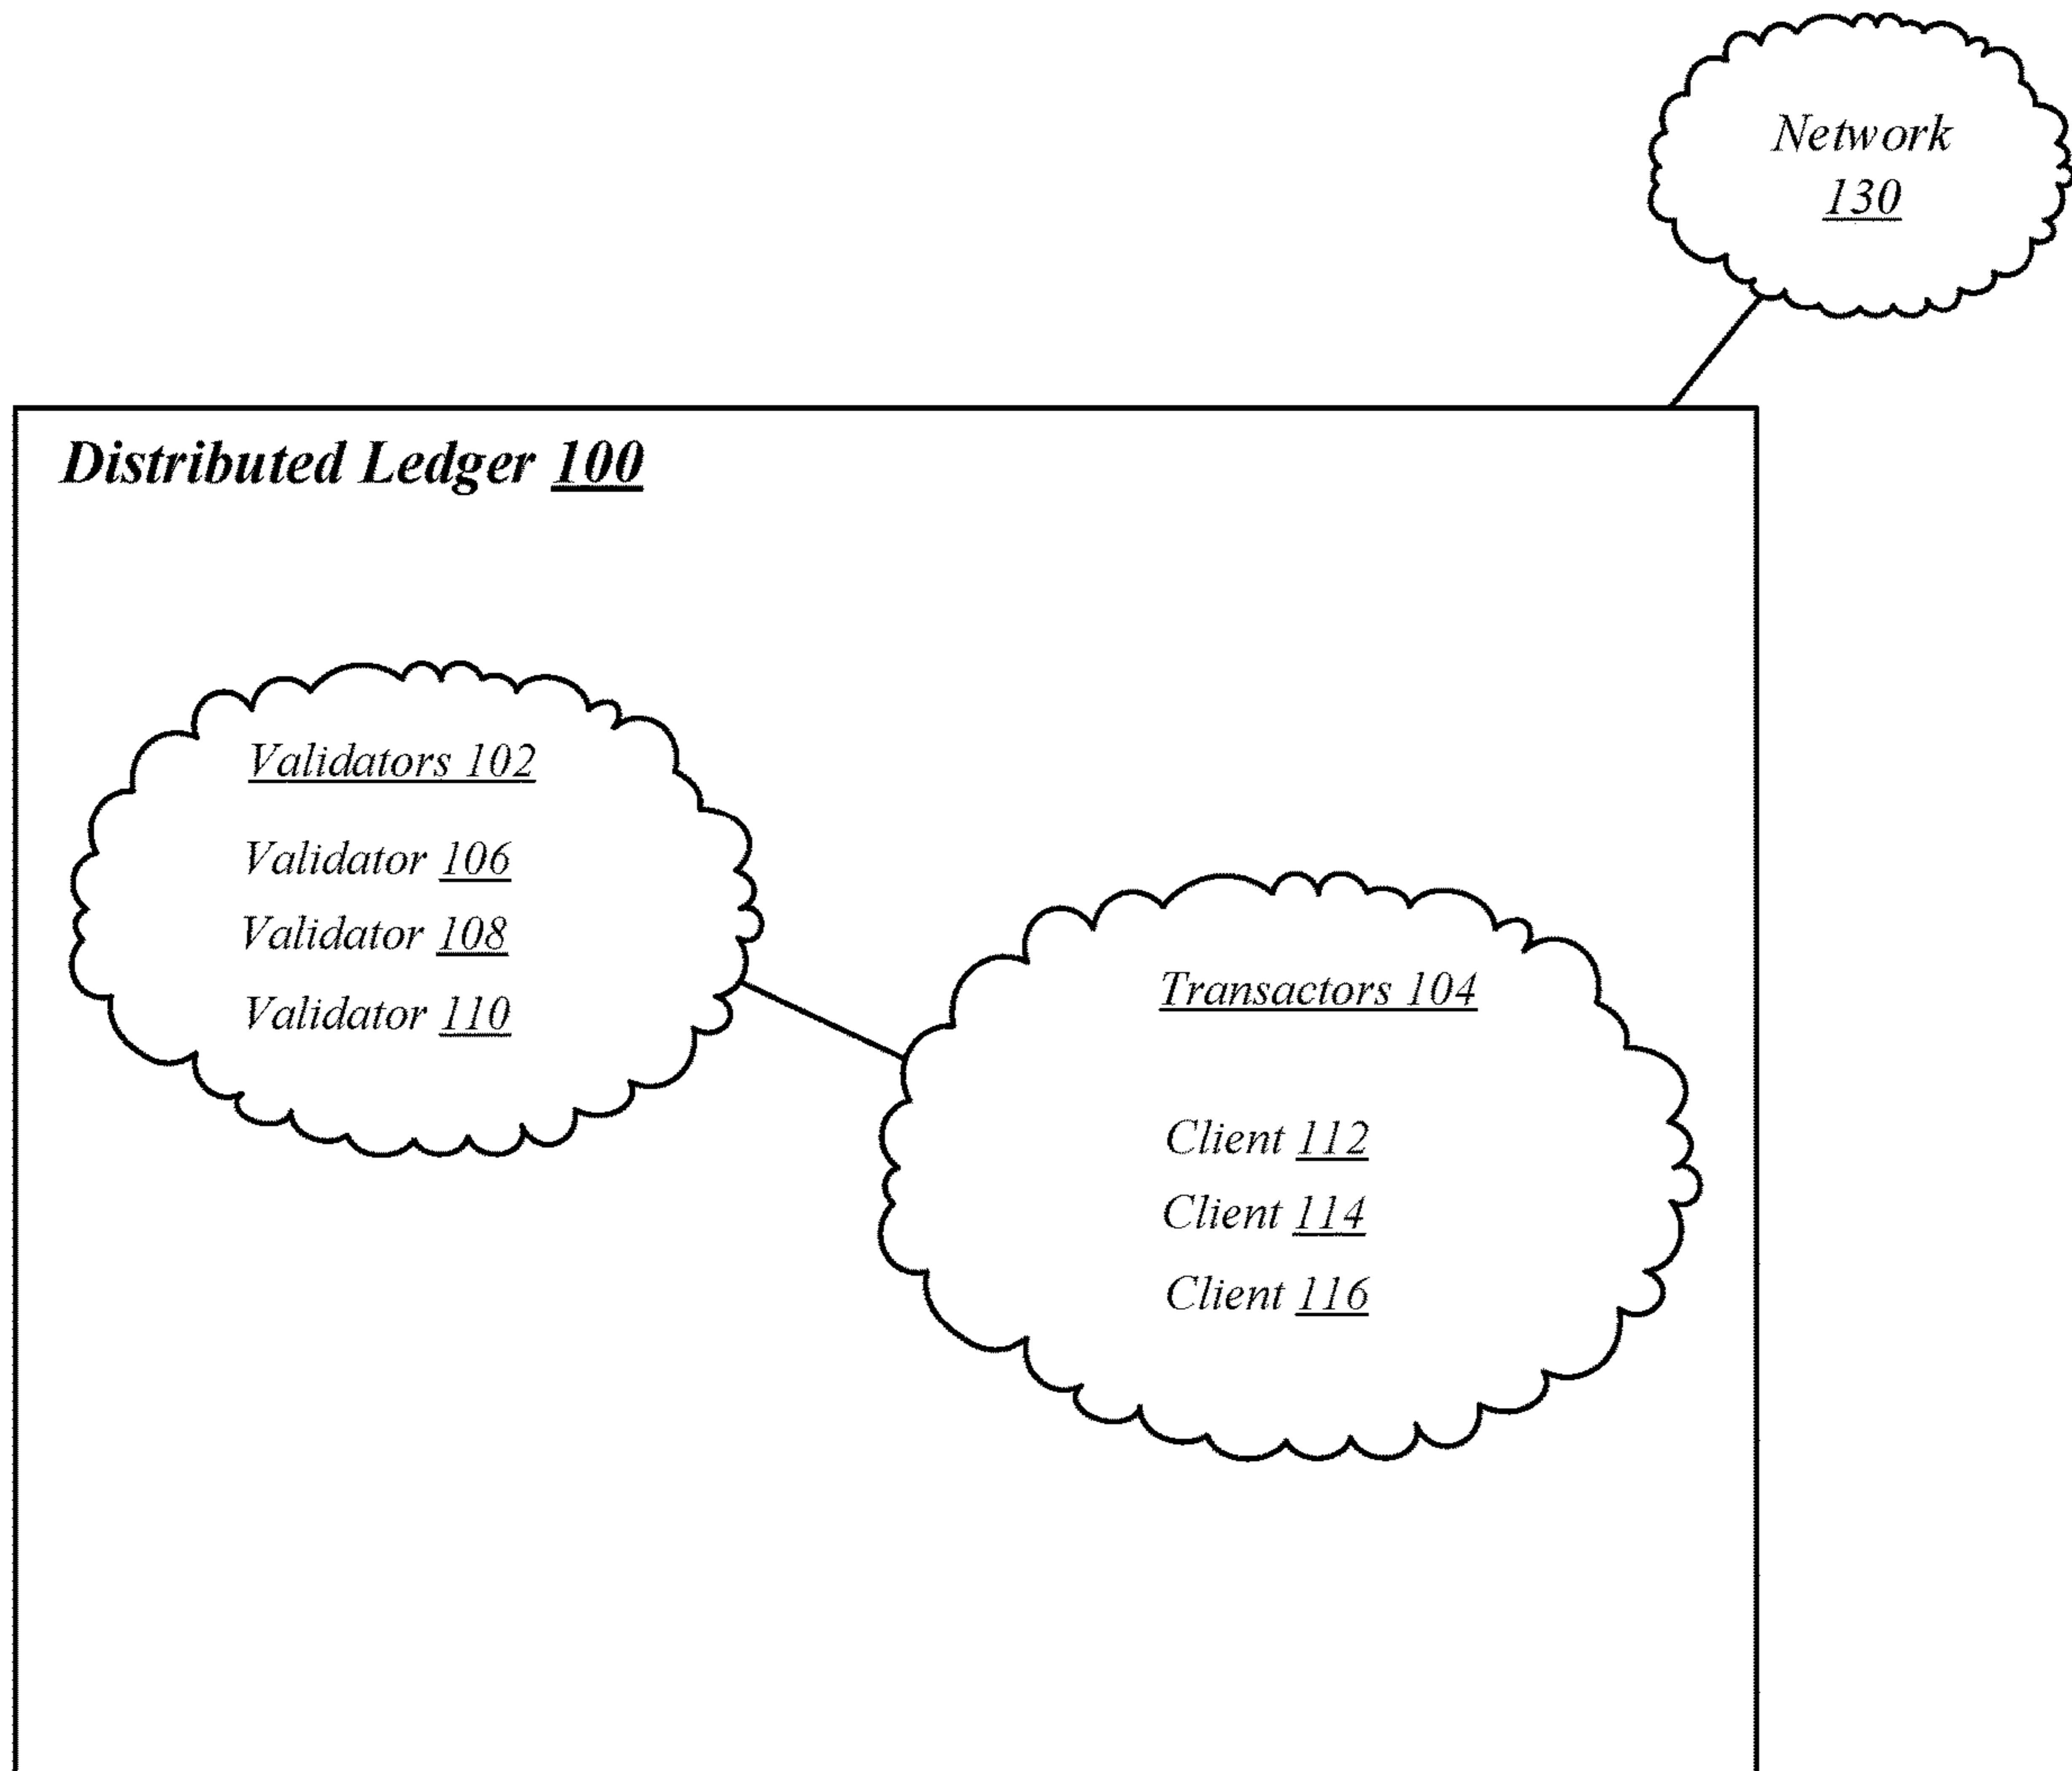 Network
130
Distributed Ledger 100
Validators 102
Validator 106
Validator 108
Validator 110
Transactors 104
Client 112
Client 114
Client 116